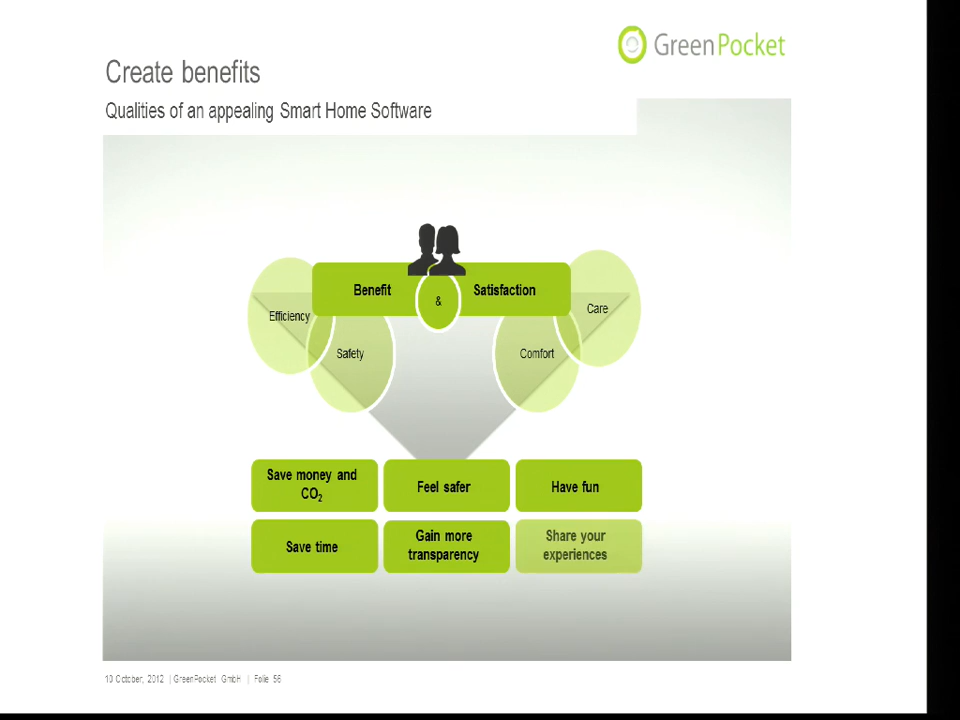 GreenPocket
Create benefits
Qualities of an appealing Smart Home Software
Benefit
&
Satisfaction
Efficiency
Safety
Comfort
Care
Save money and
CO₂
Feel safer
Have fun
Save time
Gain more
transparency
Share your
experiences
10 October, 2012 | GreenPocket GmbH | Folie 56